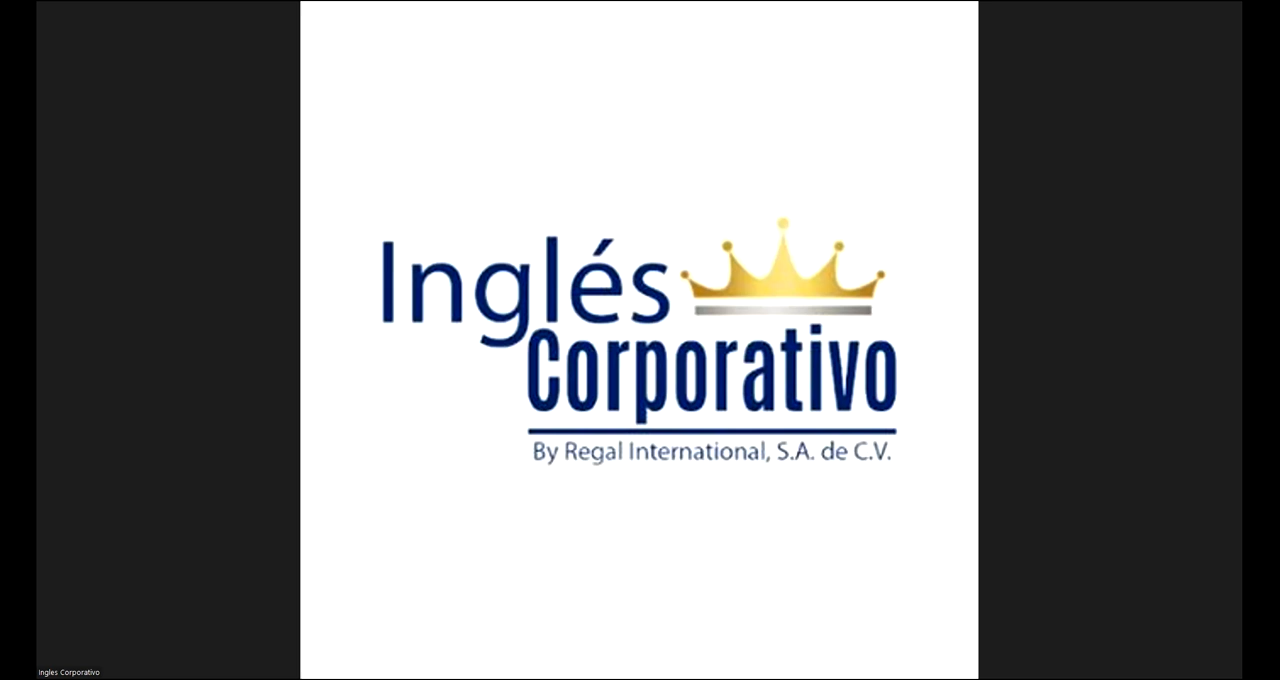 Inglés
Corporativo
By Regal International, S.A. de C.V.
Ingles Corporativo